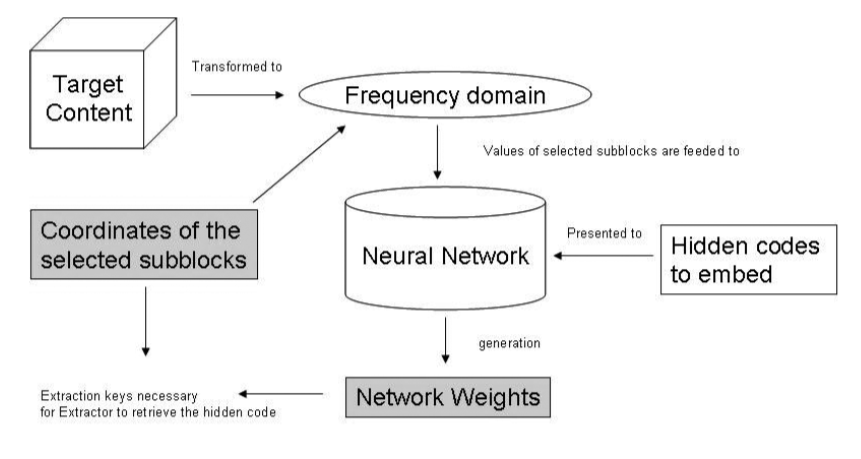 Target
Content
Transformed to
Frequency domain
Values of selected subblocks are feeded to
Coordinates of the
selected subblocks
Neural Network
Presented to
Hidden codes
to embed
generation
Extraction keys necessary
for Extractor to retrieve the hidden code
Network Weights